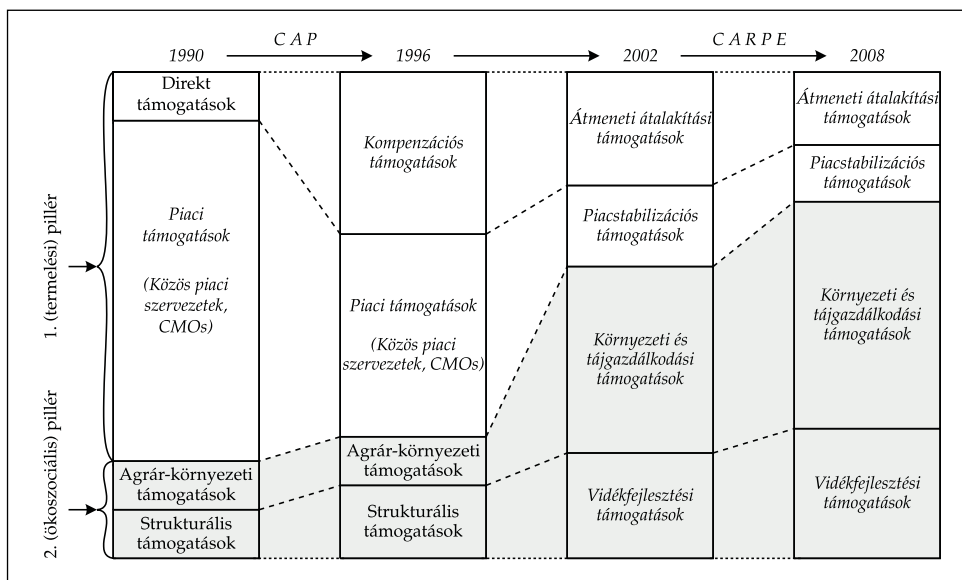 C A P
C A R P E
1990
1996
2002
2008
1. (termelési) pillér
2. (ökoszociális) pillér
Direkt
támogatások
Piaci
támogatások
(Közös piaci
szervezetek,
CMOs)
Agrár-környezeti
támogatások
Strukturális
támogatások
Kompenzációs
támogatások
Piaci támogatások
(Közös piaci
szervezetek, CMOs)
Agrár-környezeti
támogatások
Strukturális
támogatások
Átmeneti átalakítási
támogatások
Piacstabilizációs
támogatások
Környezeti és
tájgazdálkodási
támogatások
Vidékfejlesztési
támogatások
Átmeneti átalakítási
támogatások
Piacstabilizációs
támogatások
Környezeti és
tájgazdálkodási
támogatások
Vidékfejlesztési
támogatások